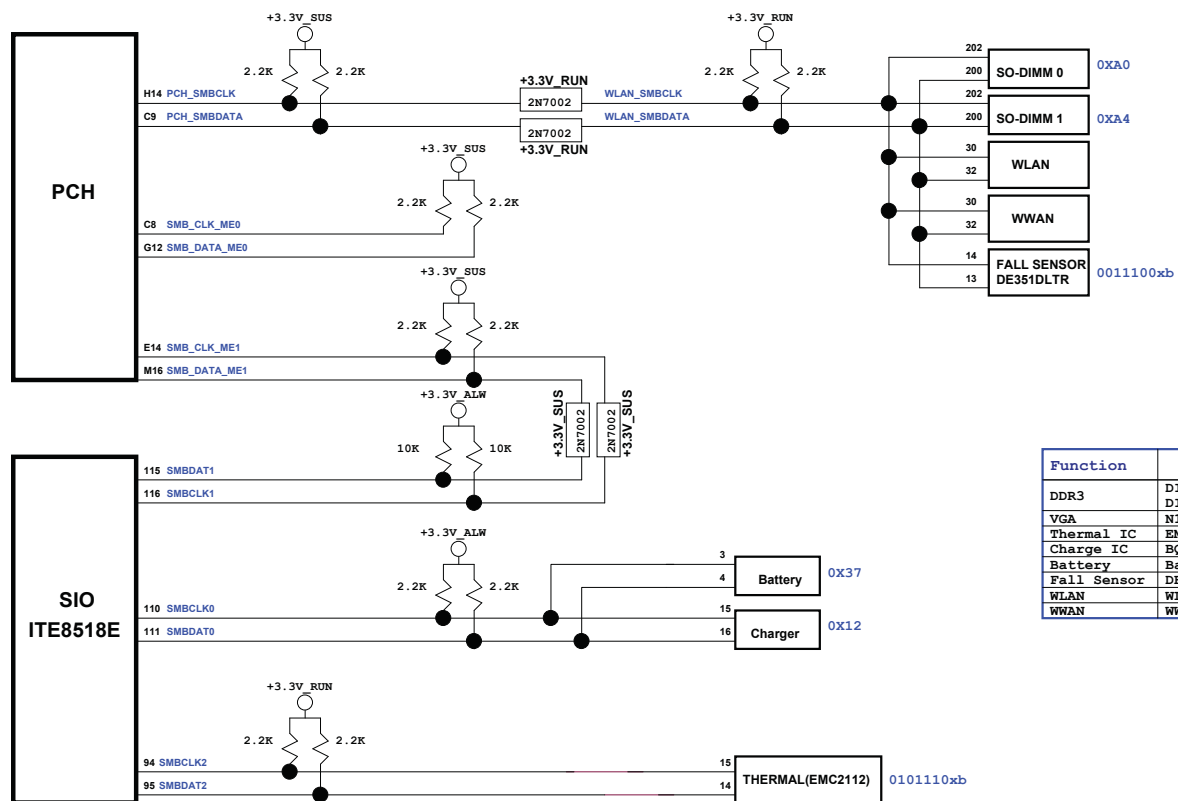 +3.3V_SUS
+3.3V_RUN
2.2K
2.2K
2.2K
2.2K
+3.3V_RUN
H14 PCH_SMBCLK
2N7002
WLAN_SMBCLK
C9 PCH_SMBDATA
2N7002
WLAN_SMBDATA
+3.3V_RUN
202
200
SO-DIMM 0
0XA0
202
200
SO-DIMM 1
0XA4
30
32
WLAN
30
32
WWAN
14
13
FALL SENSOR
DE351DLTR
0011100xb
PCH
+3.3V_SUS
2.2K
2.2K
C8 SMB_CLK_ME0
G12 SMB_DATA_ME0
+3.3V_SUS
2.2K
2.2K
E14 SMB_CLK_ME1
M16 SMB_DATA_ME1
+3.3V_SUS
2N7002
2N7002
+3.3V_SUS
+3.3V_ALW
10K
10K
115 SMBDAT1
116 SMBCLK1
SIO
ITE8518E
+3.3V_ALW
2.2K
2.2K
110 SMBCLK0
111 SMBDAT0
3
4
Battery
0X37
15
16
Charger
0X12
+3.3V_RUN
2.2K
2.2K
94 SMBCLK2
95 SMBDAT2
15
14
THERMAL(EMC2112)
0101110xb
Function
DDR3
VGA
Thermal IC
Charge IC
Battery
Fall Sensor
WLAN
WWAN